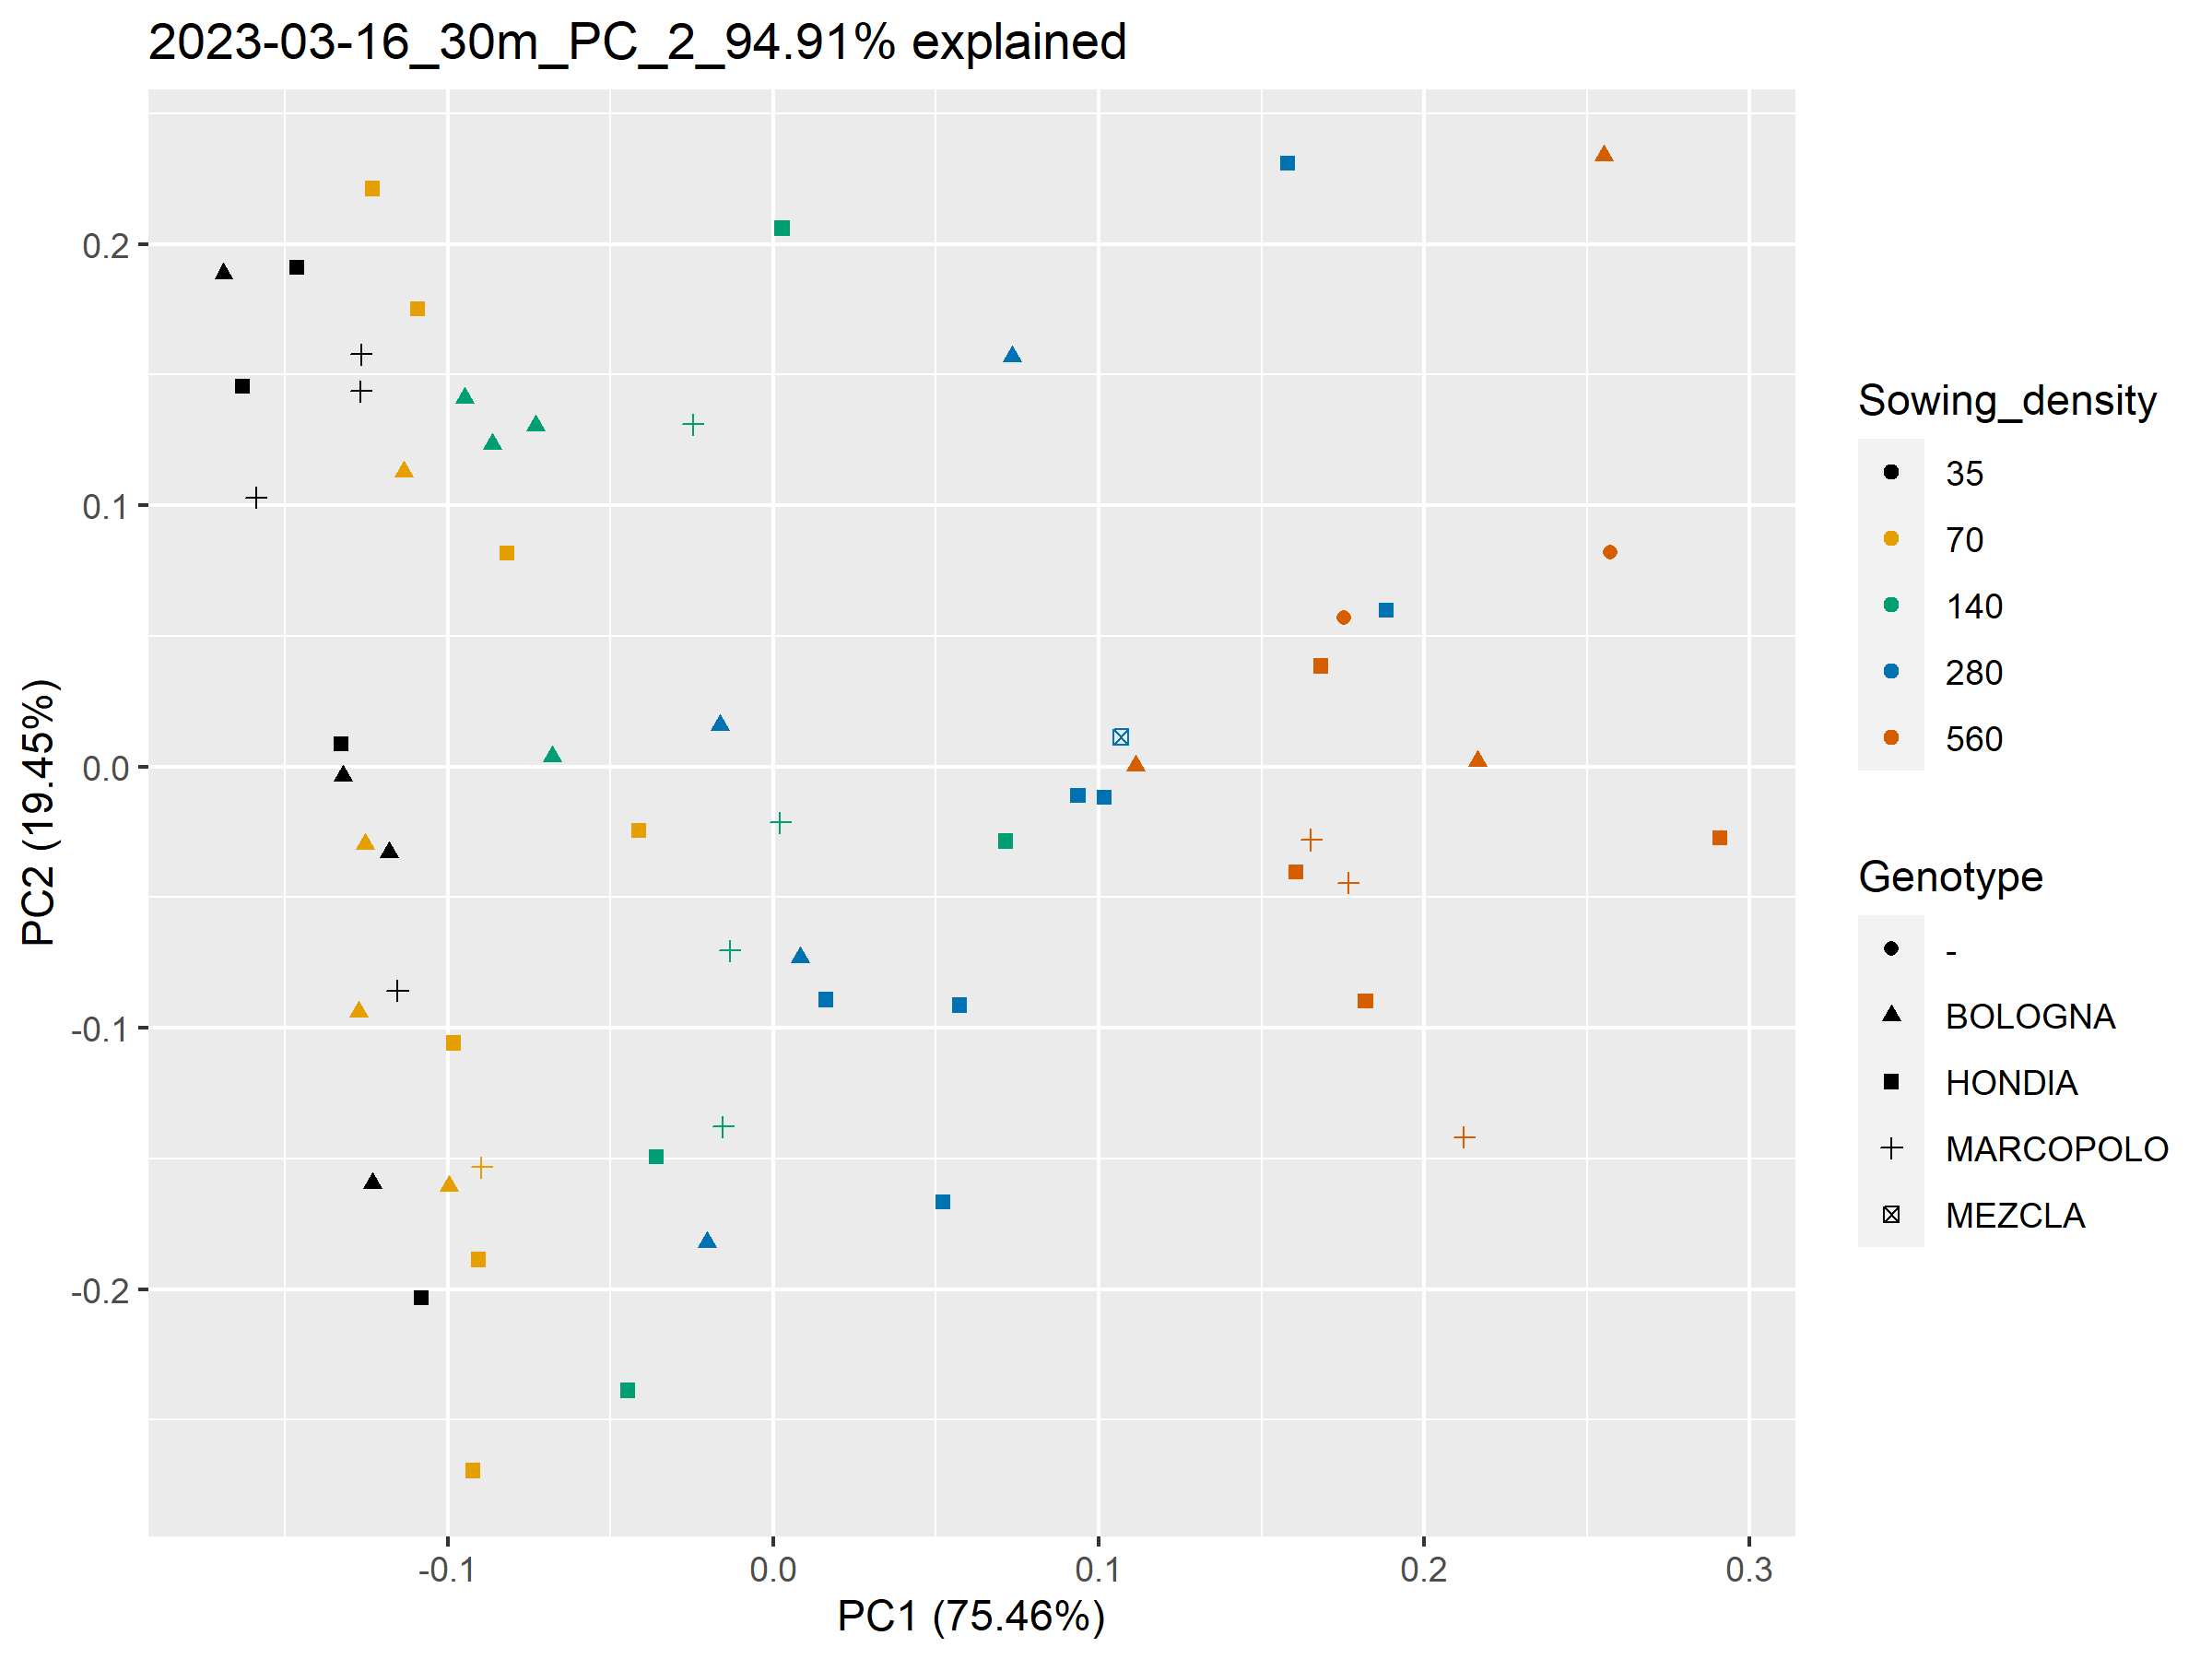 2023-03-16_30m_PC_2_94.91% explained
0.2
0.1
0.0
-0.1
-0.2
PC2 (19.45%)
-0.1
0.0
0.1
0.2
0.3
PC1 (75.46%)
Sowing_density
35
70
140
280
560
Genotype
-
BOLOGNA
HONDIA
MARCOPOLO
MEZCLA